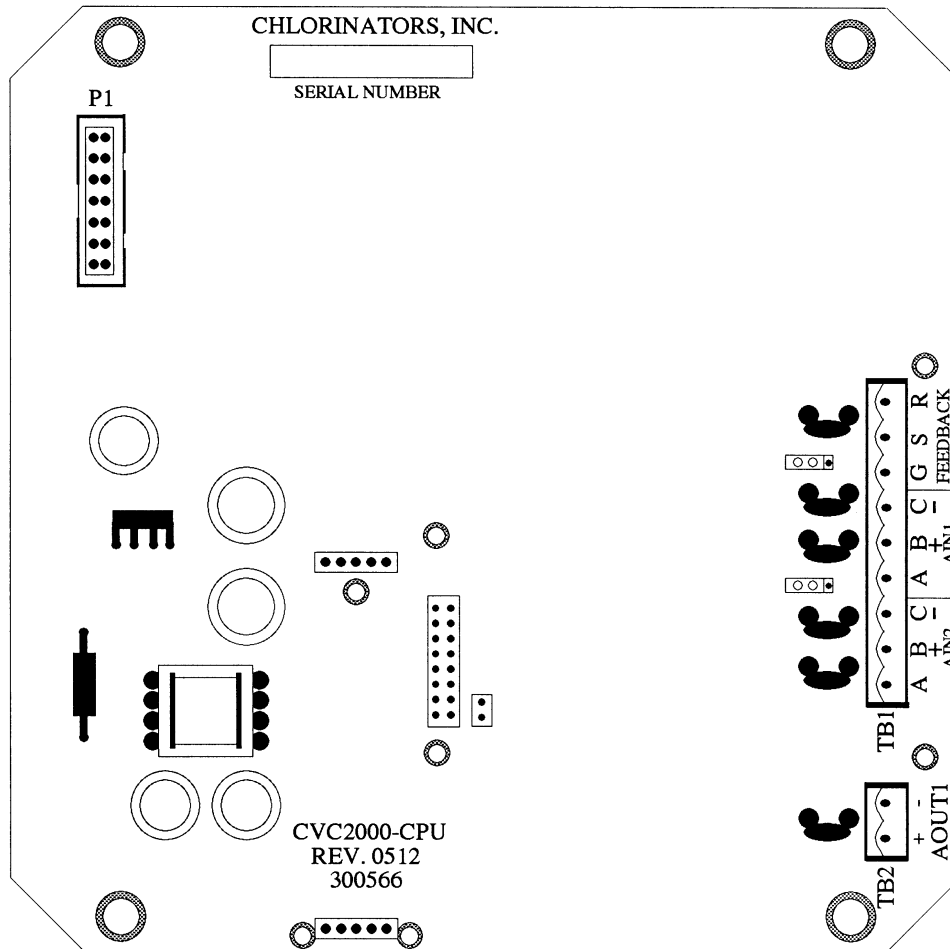 CHLORINATORS, INC.
SERIAL NUMBER
P1
R
S
G
FEEDBACK
C -
B +
A
AIN1
C -
B +
A
AIN2
TB1
-
+
AOUT1
TB2
CVC2000-CPU
REV. 0512
300566